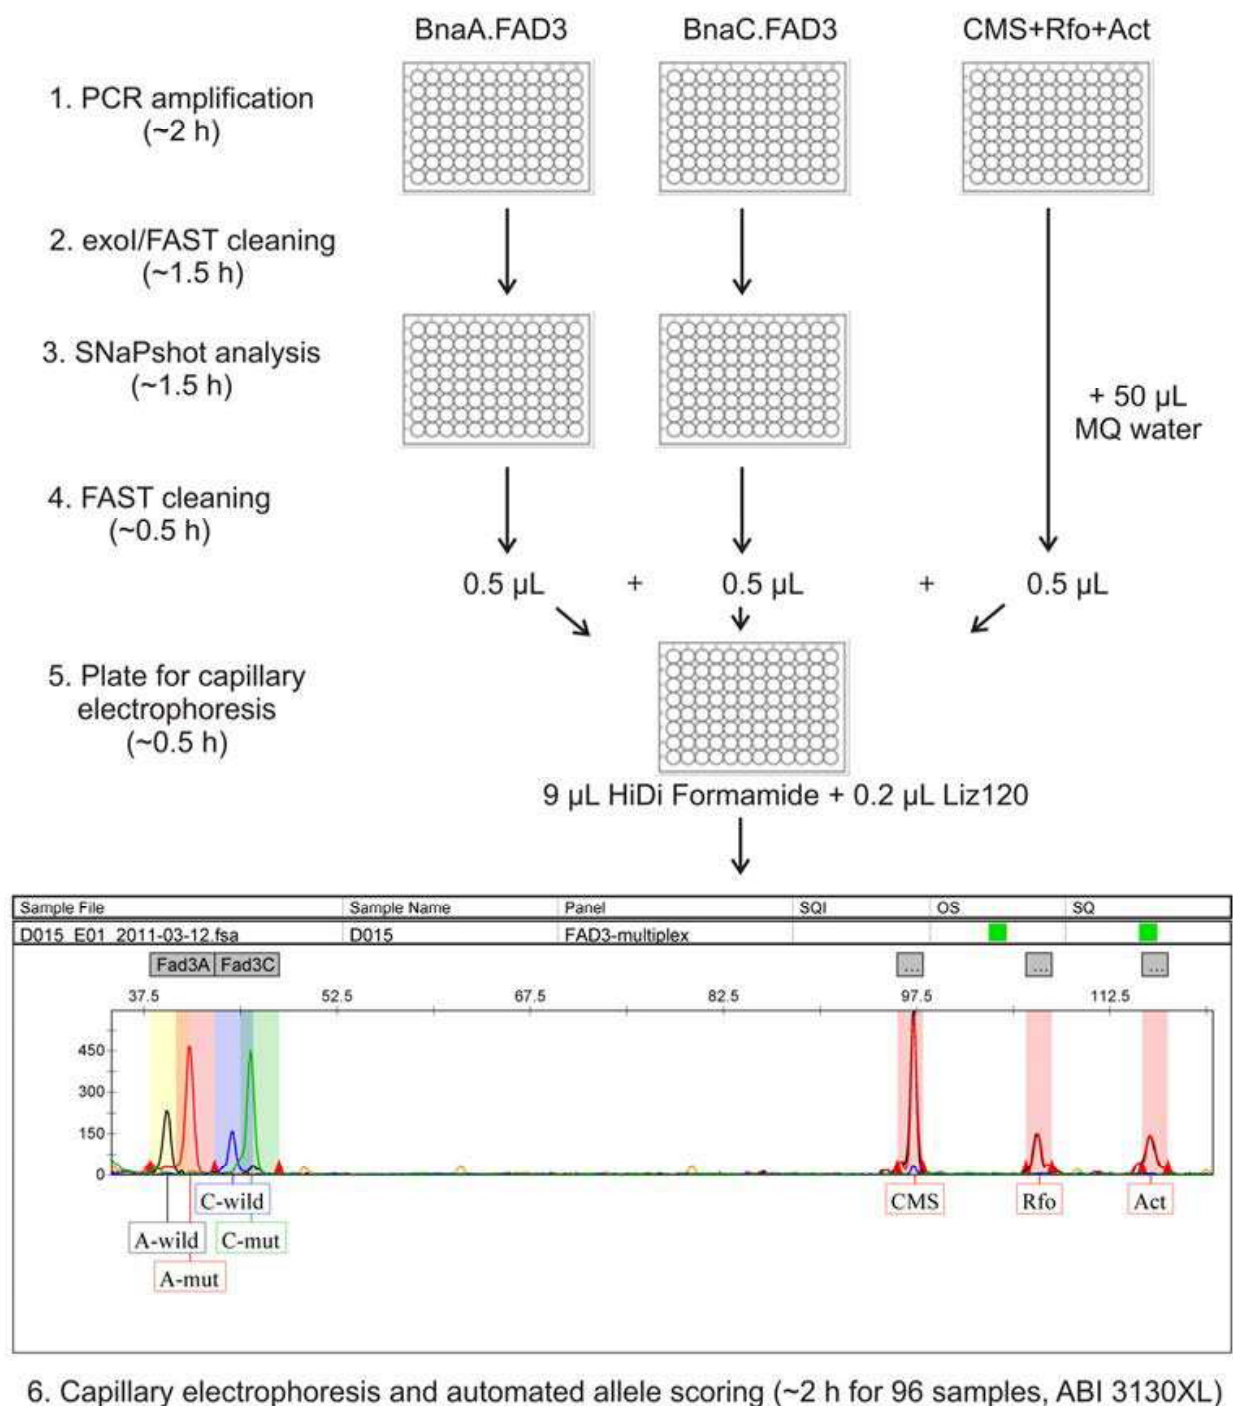 BnaA.FAD3 BnaC.FAD3 CMS+Rfo+Act
1. PCR amplification
(~2 h)
2. exoI/FAST cleaning
(~1.5 h)
3. SNaPshot analysis
(~1.5 h)
+ 50 µL
MQ water
4. FAST cleaning
(~0.5 h)
0.5 µL + 0.5 µL + 0.5 µL
5. Plate for capillary
electrophoresis
(~0.5 h)
9 µL HiDi Formamide + 0.2 µL Liz120
Sample File Sample Name Panel SQI OS SQ
D015_E01_2011-03-12.fsa D015 FAD3-multiplex
Fad3A Fad3C ... ... ...
37.5 52.5 67.5 82.5 97.5 112.5
450
300
150
0
C-wild CMS Rfo Act
A-wild C-mut
A-mut
6. Capillary electrophoresis and automated allele scoring (~2 h for 96 samples, ABI 3130XL)